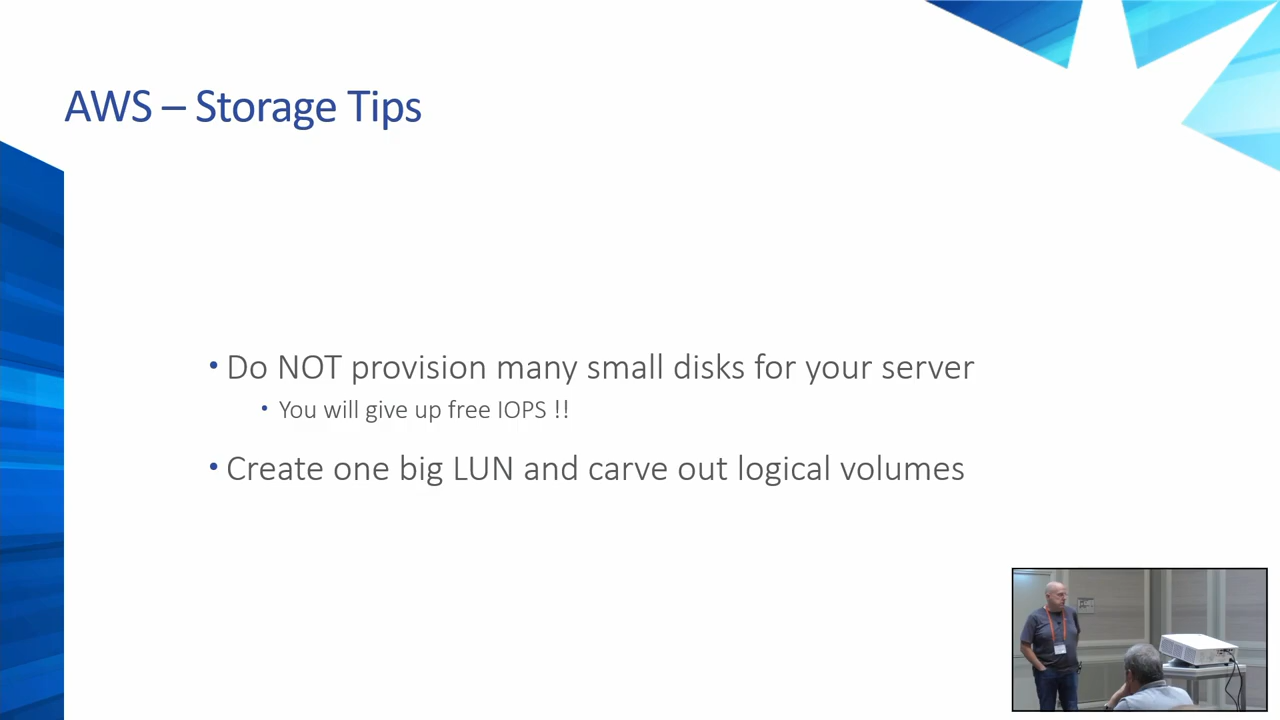 AWS – Storage Tips
• Do NOT provision many small disks for your server
• You will give up free IOPS !!
• Create one big LUN and carve out logical volumes